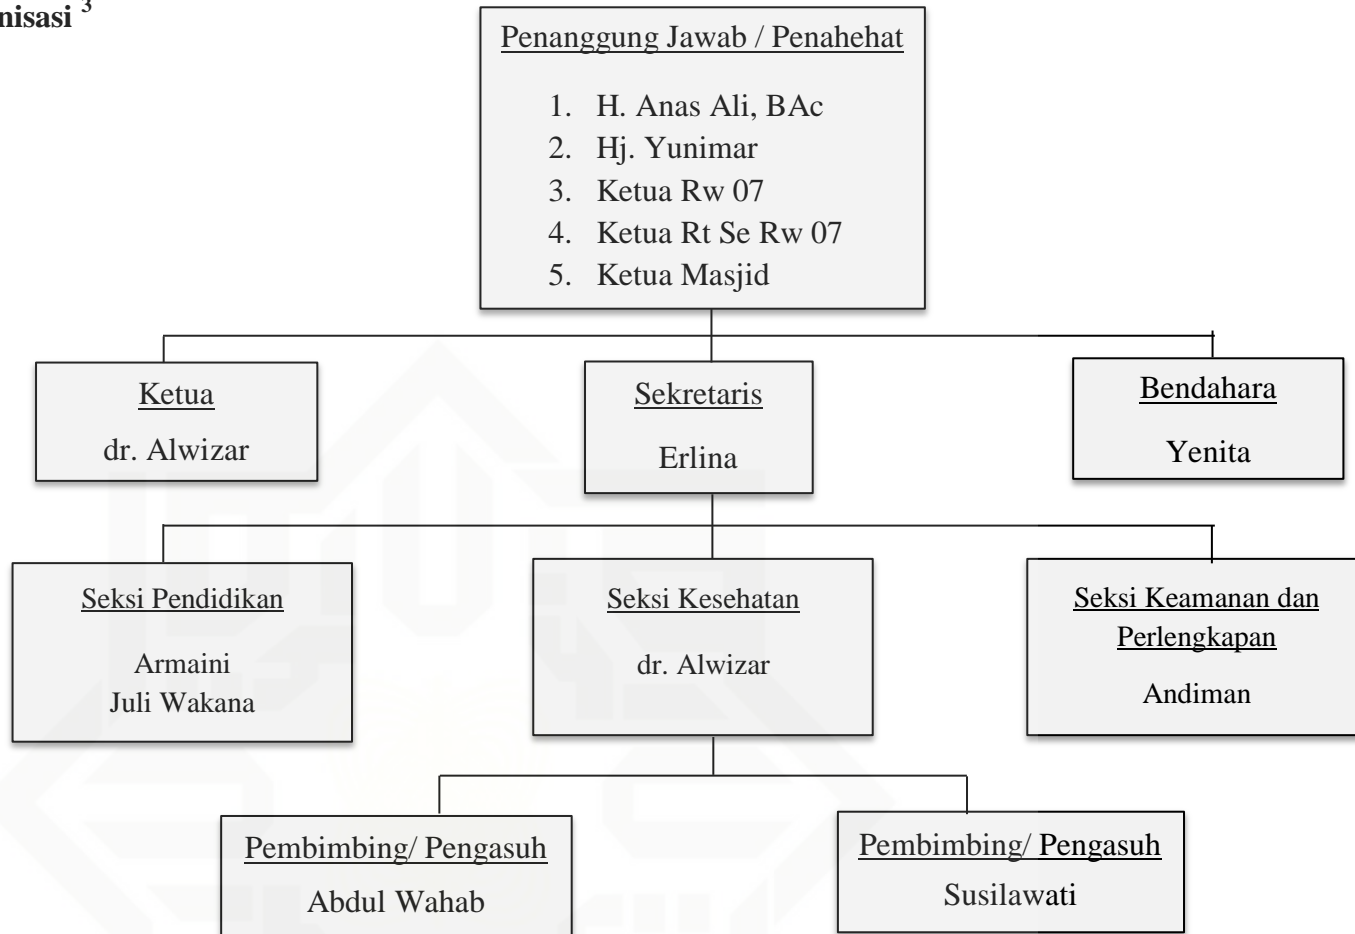 nisasi 3
Penanggung Jawab / Penahehat
1. H. Anas Ali, BAc
2. Hj. Yunimar
3. Ketua Rw 07
4. Ketua Rt Se Rw 07
5. Ketua Masjid
Ketua
dr. Alwizar
Sekretaris
Erlina
Bendahara
Yenita
Seksi Pendidikan
Armaini
Juli Wakana
Seksi Kesehatan
dr. Alwizar
Seksi Keamanan dan
Perlengkapan
Andiman
Pembimbing/ Pengasuh
Abdul Wahab
Pembimbing/ Pengasuh
Susilawati